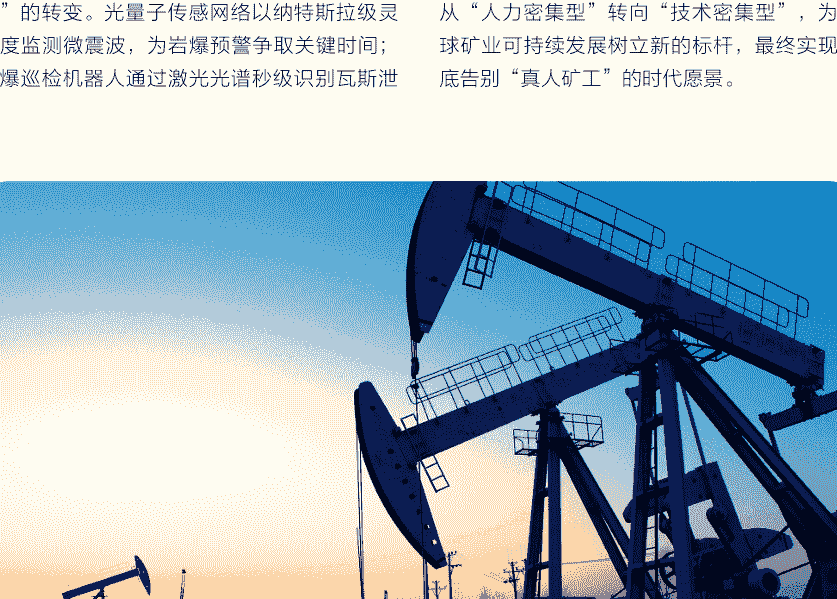 ”的转变。光量子传感网络以纳特斯拉级灵
度监测微震波，为岩爆预警争取关键时间；
爆巡检机器人通过激光光谱秒级识别瓦斯泄
从“人力密集型”转向“技术密集型”，为
球矿业可持续发展树立新的标杆，最终实现
底告别“真人矿工”的时代愿景。